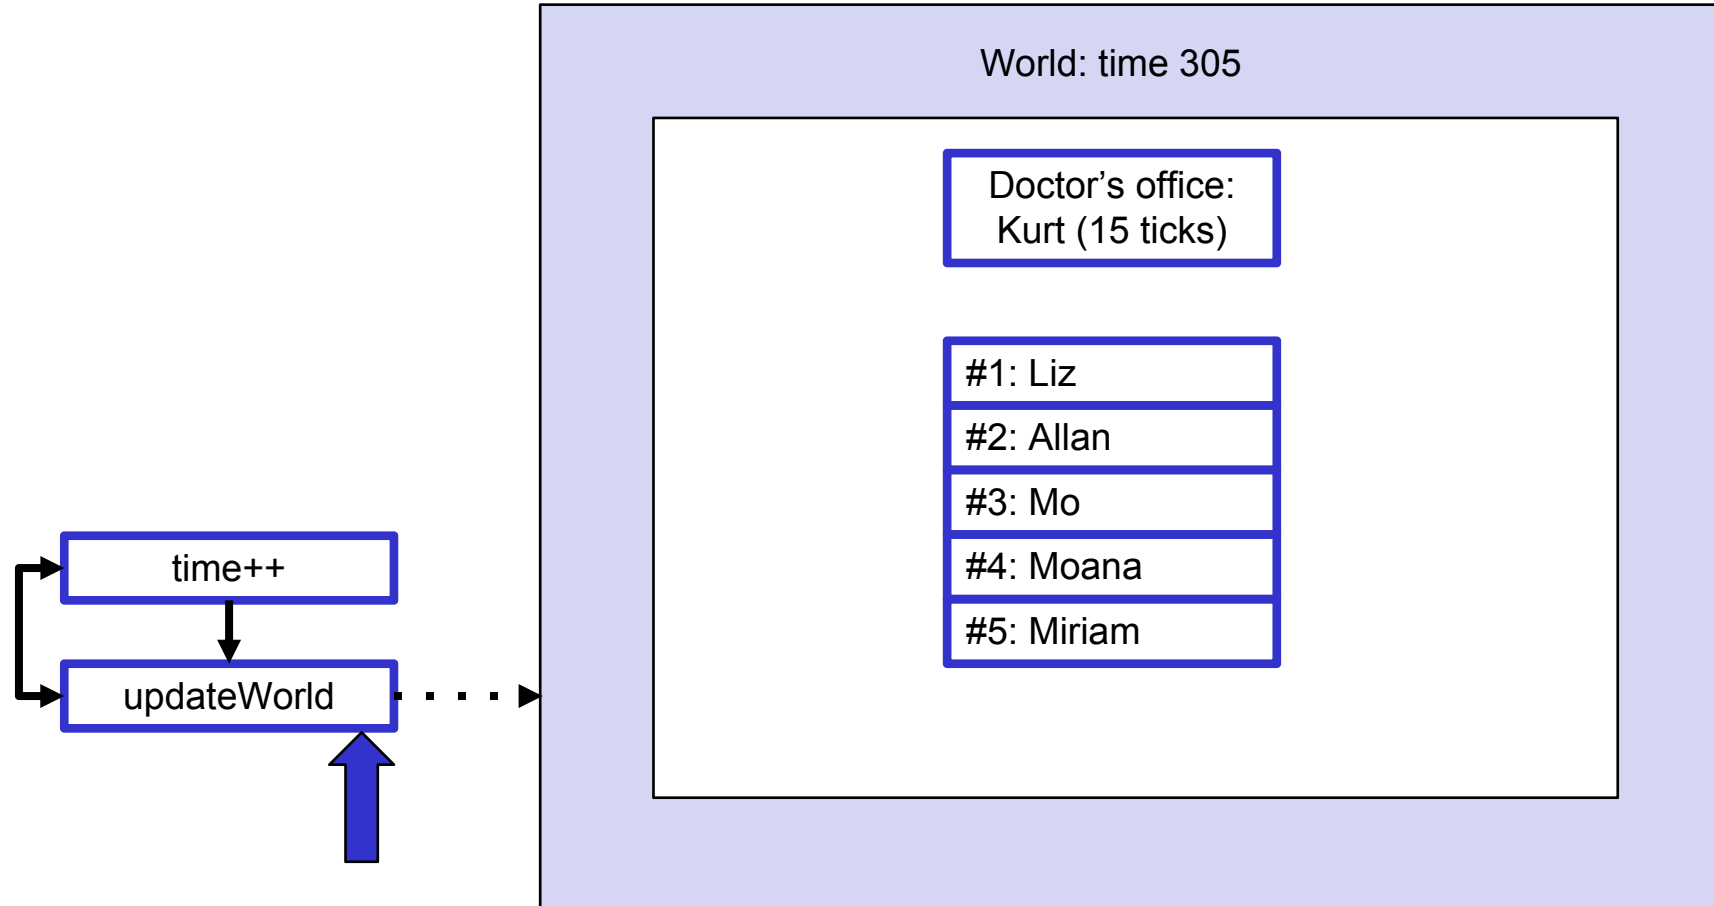 World: time 305
Doctor’s office:
Kurt (15 ticks)
#1: Liz
#2: Allan
#3: Mo
#4: Moana
#5: Miriam
time++
updateWorld